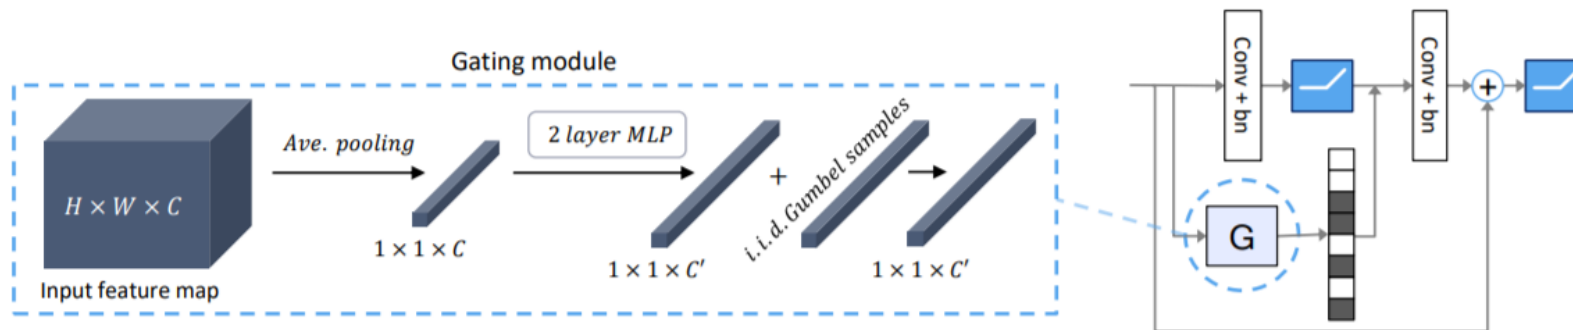 Gating module
Ave. pooling
2 layer MLP
i.i.d. Gumbel samples
H × W × C
+
1 × 1 × C
1 × 1 × C′
1 × 1 × C′
Input feature map
Conv + bn
Conv + bn
+
G